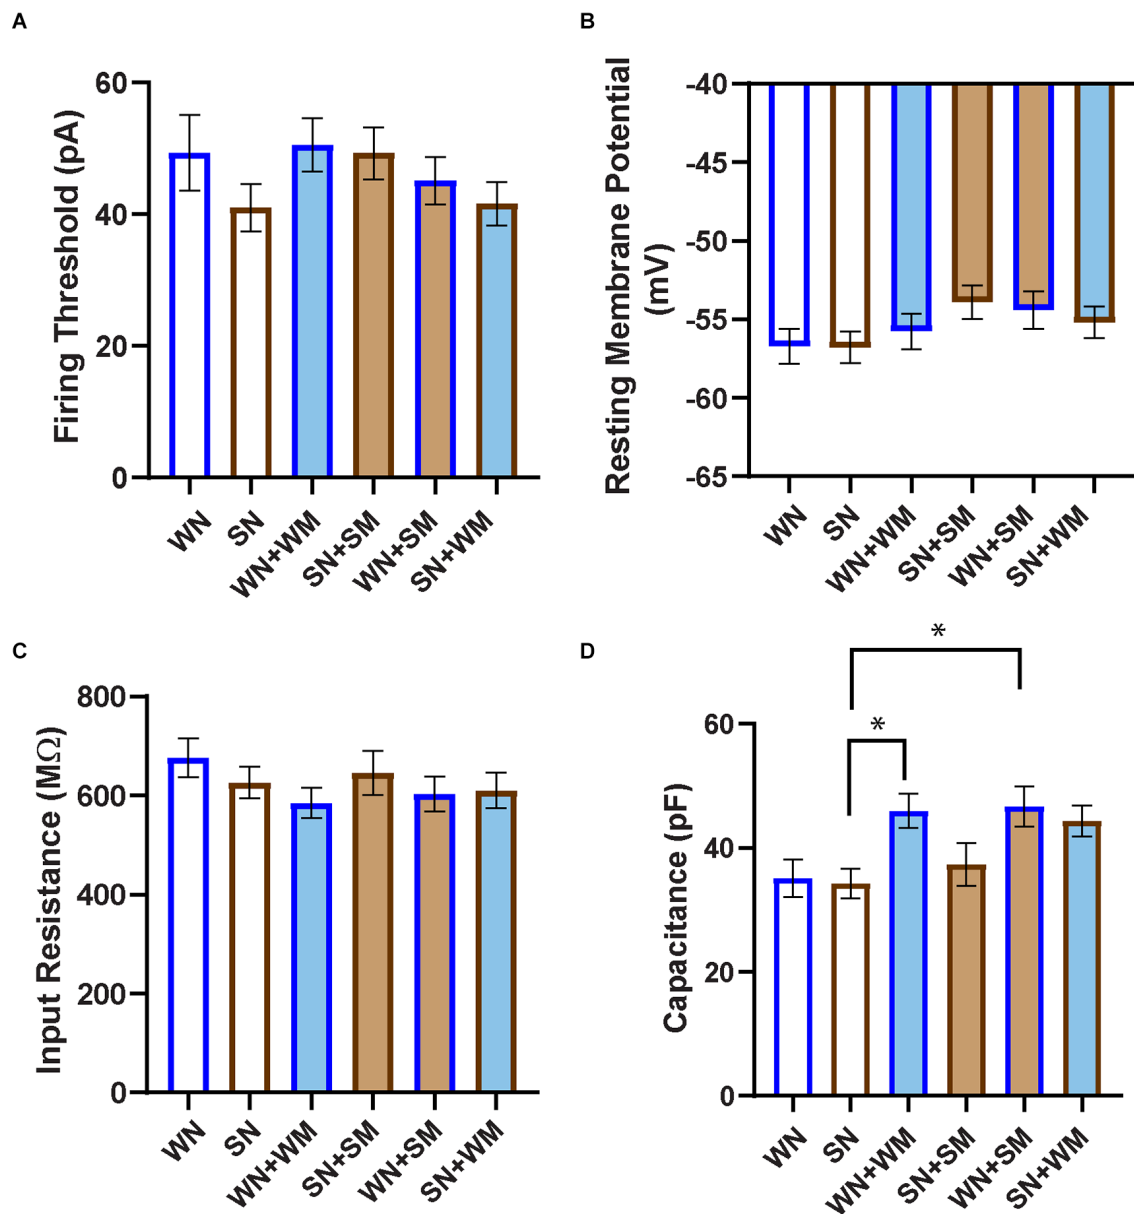 A
Firing Threshold (pA)
60
40
20
0
WN
SN
WN+WM
SN+SM
WN+SM
SN+WM
B
Resting Membrane Potential
(mV)
-40
-45
-50
-55
-60
-65
WN
SN
WN+WM
SN+SM
WN+SM
SN+WM
C
Input Resistance (MΩ)
800
600
400
200
0
WN
SN
WN+WM
SN+SM
WN+SM
SN+WM
D
*
*
Capacitance (pF)
60
40
20
0
WN
SN
WN+WM
SN+SM
WN+SM
SN+WM